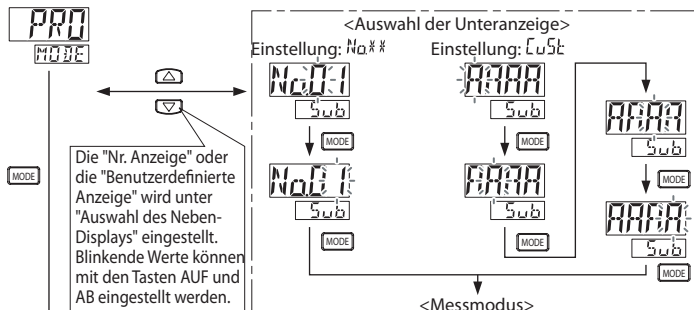 PRO
MODE
<Auswahl der Unteranzeige>
Einstellung: No.**
Einstellung: CuSt
No.01
Sub
MODE
No.01
Sub
MODE
AAAA
Sub
MODE
AAAA
Sub
MODE
AAAA
Sub
MODE
AAAA
Sub
MODE
MODE
Die "Nr. Anzeige" oder
die "Benutzerdefinierte
Anzeige" wird unter
"Auswahl des Neben-
Displays" eingestellt.
Blinkende Werte können
mit den Tasten AUF und
AB eingestellt werden.
<Messmodus>